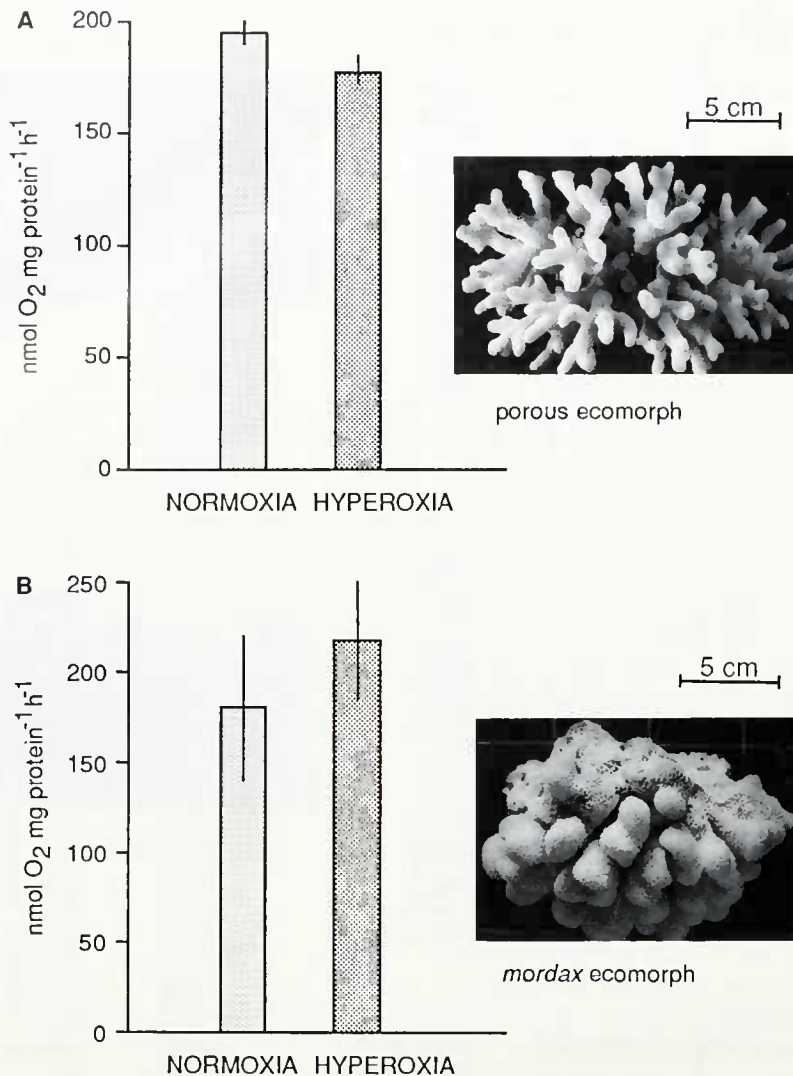 A
200
150
100
50
0
nmol O2 mg protein-1 h-1
NORMOXIA HYPEROXIA
5 cm
porous ecomorph
B
250
200
150
100
50
0
nmol O2 mg protein-1 h-1
NORMOXIA HYPEROXIA
5 cm
mordax ecomorph